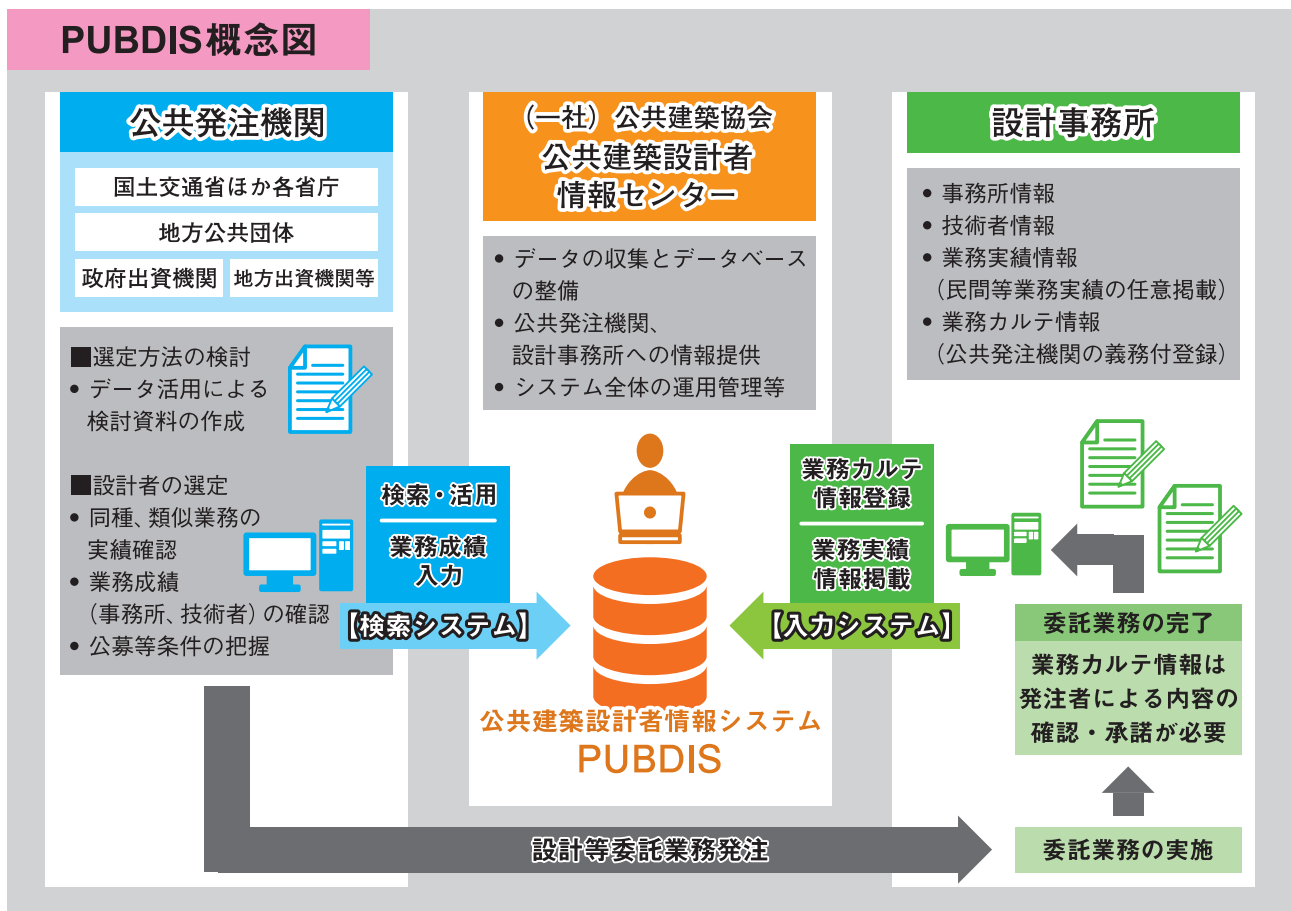 PUBDIS概念図
公共発注機関
国土交通省ほか各省庁
地方公共団体
政府出資機関
地方出資機関等
■選定方法の検討
• データ活用による
検討資料の作成
■設計者の選定
• 同種、類似業務の
実績確認
• 業務成績
(事務所、技術者)の確認
• 公募等条件の把握
検索・活用
業務成績
入力
【検索システム】
(一社)公共建築協会
公共建築設計者
情報センター
• データの収集とデータベース
の整備
• 公共発注機関、
設計事務所への情報提供
• システム全体の運用管理等
公共建築設計者情報システム
PUBDIS
設計事務所
• 事務所情報
• 技術者情報
• 業務実績情報
(民間等業務実績の任意掲載)
• 業務カルテ情報
(公共発注機関の義務付登録)
業務カルテ
情報登録
業務実績
情報掲載
【入力システム】
委託業務の完了
業務カルテ情報は
発注者による内容の
確認・承諾が必要
設計等委託業務発注
委託業務の実施